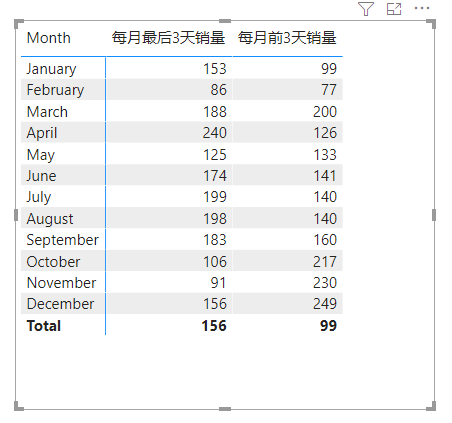 Month 每月最后3天销量 每月前3天销量
January 153 99
February 86 77
March 188 200
April 240 126
May 125 133
June 174 141
July 199 140
August 198 140
September 183 160
October 106 217
November 91 230
December 156 249
Total 156 99